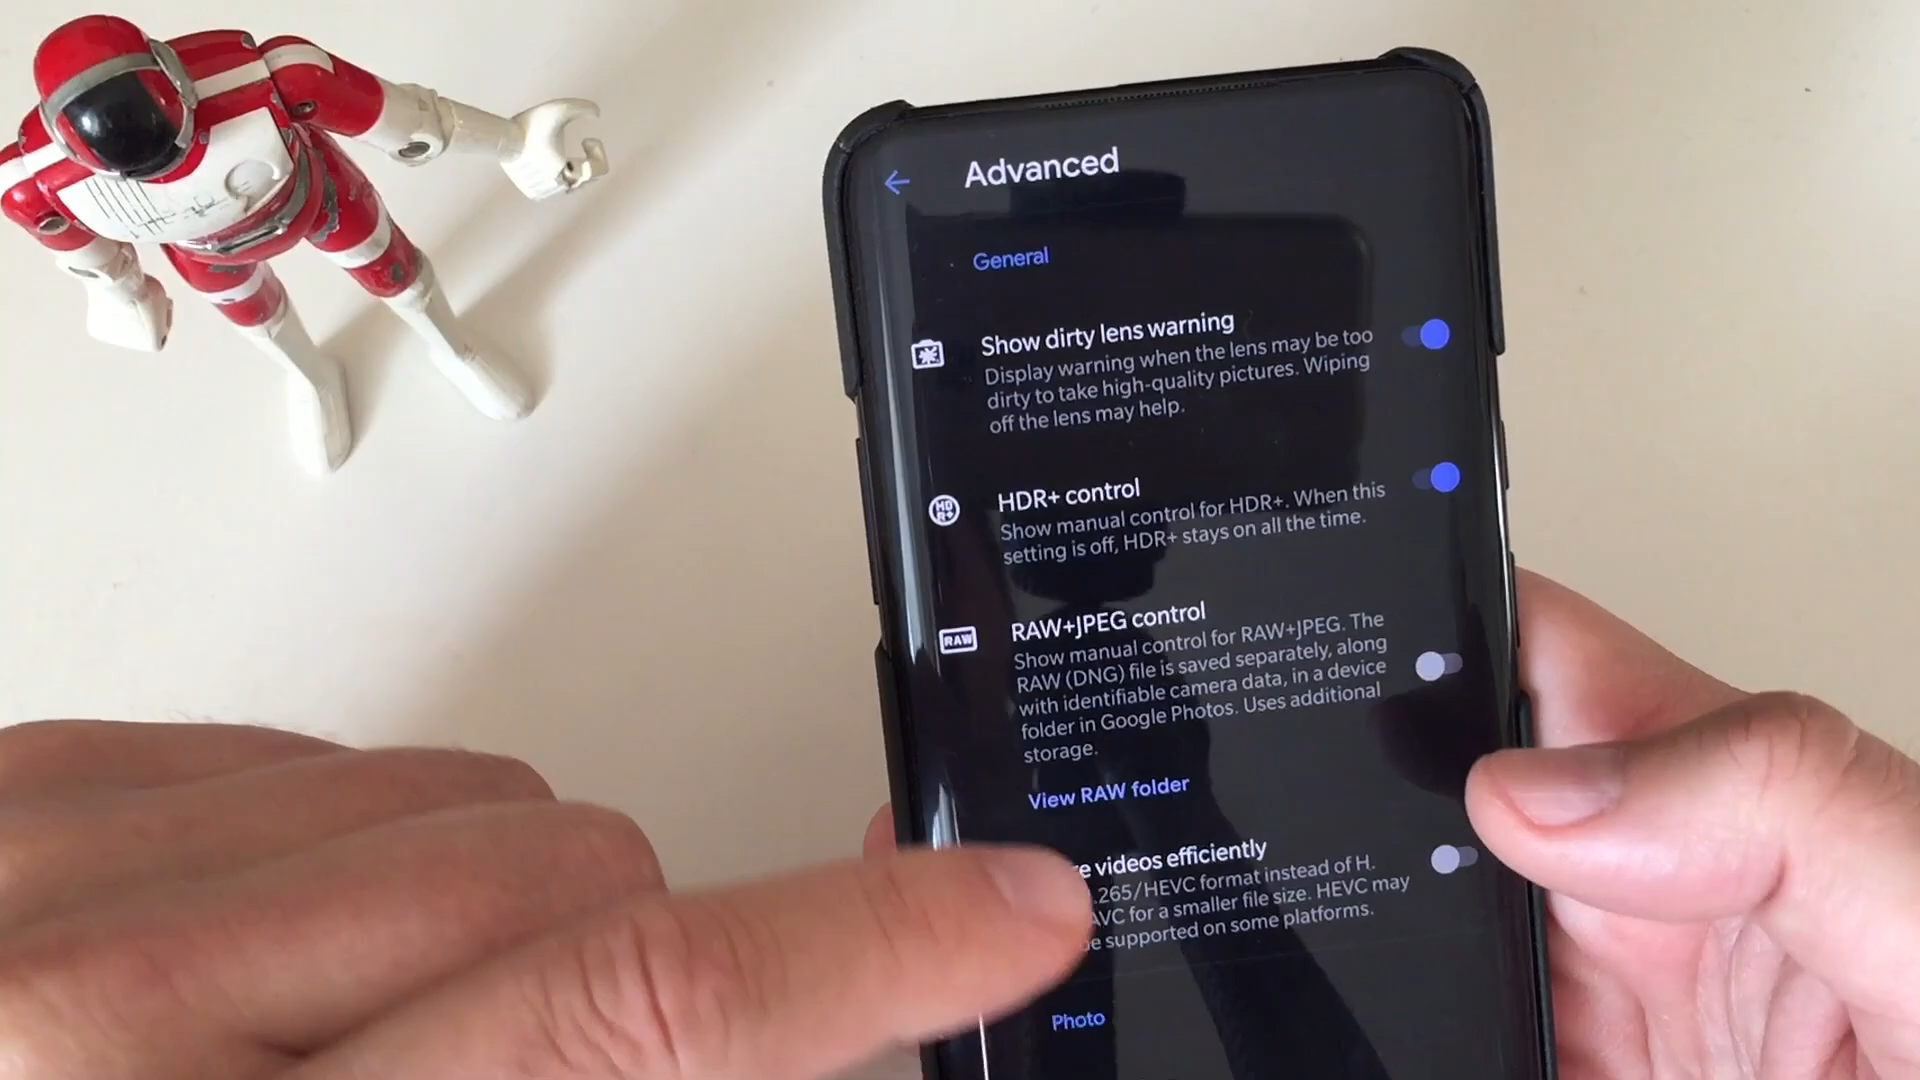 Advanced
General
Show dirty lens warning
Display warning when the lens may be too
dirty to take high-quality pictures. Wiping
off the lens may help.
HD
R+
HDR+ control
Show manual control for HDR+. When this
setting is off, HDR+ stays on all the time.
RAW
RAW+JPEG control
Show manual control for RAW+JPEG. The
RAW (DNG) file is saved separately, along
with identifiable camera data, in a device
folder in Google Photos. Uses additional
storage.
View RAW folder
videos efficiently
.265/HEVC format instead of H.
AVC for a smaller file size. HEVC may
be supported on some platforms.
Photo